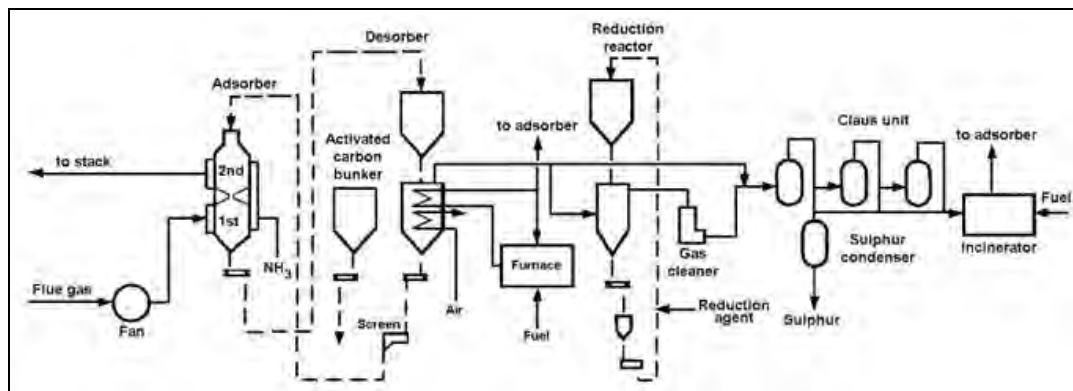 Desorber
Reduction
reactor
Adsorber
to adsorber
Claus unit
to adsorber
Activated
carbon
bunker
to stack
2nd
1st
NH3
Flue gas
Fan
Screen
Air
Furnace
Fuel
Gas
cleaner
Reduction
agent
Sulphur
condenser
Sulphur
Incinerator
Fuel